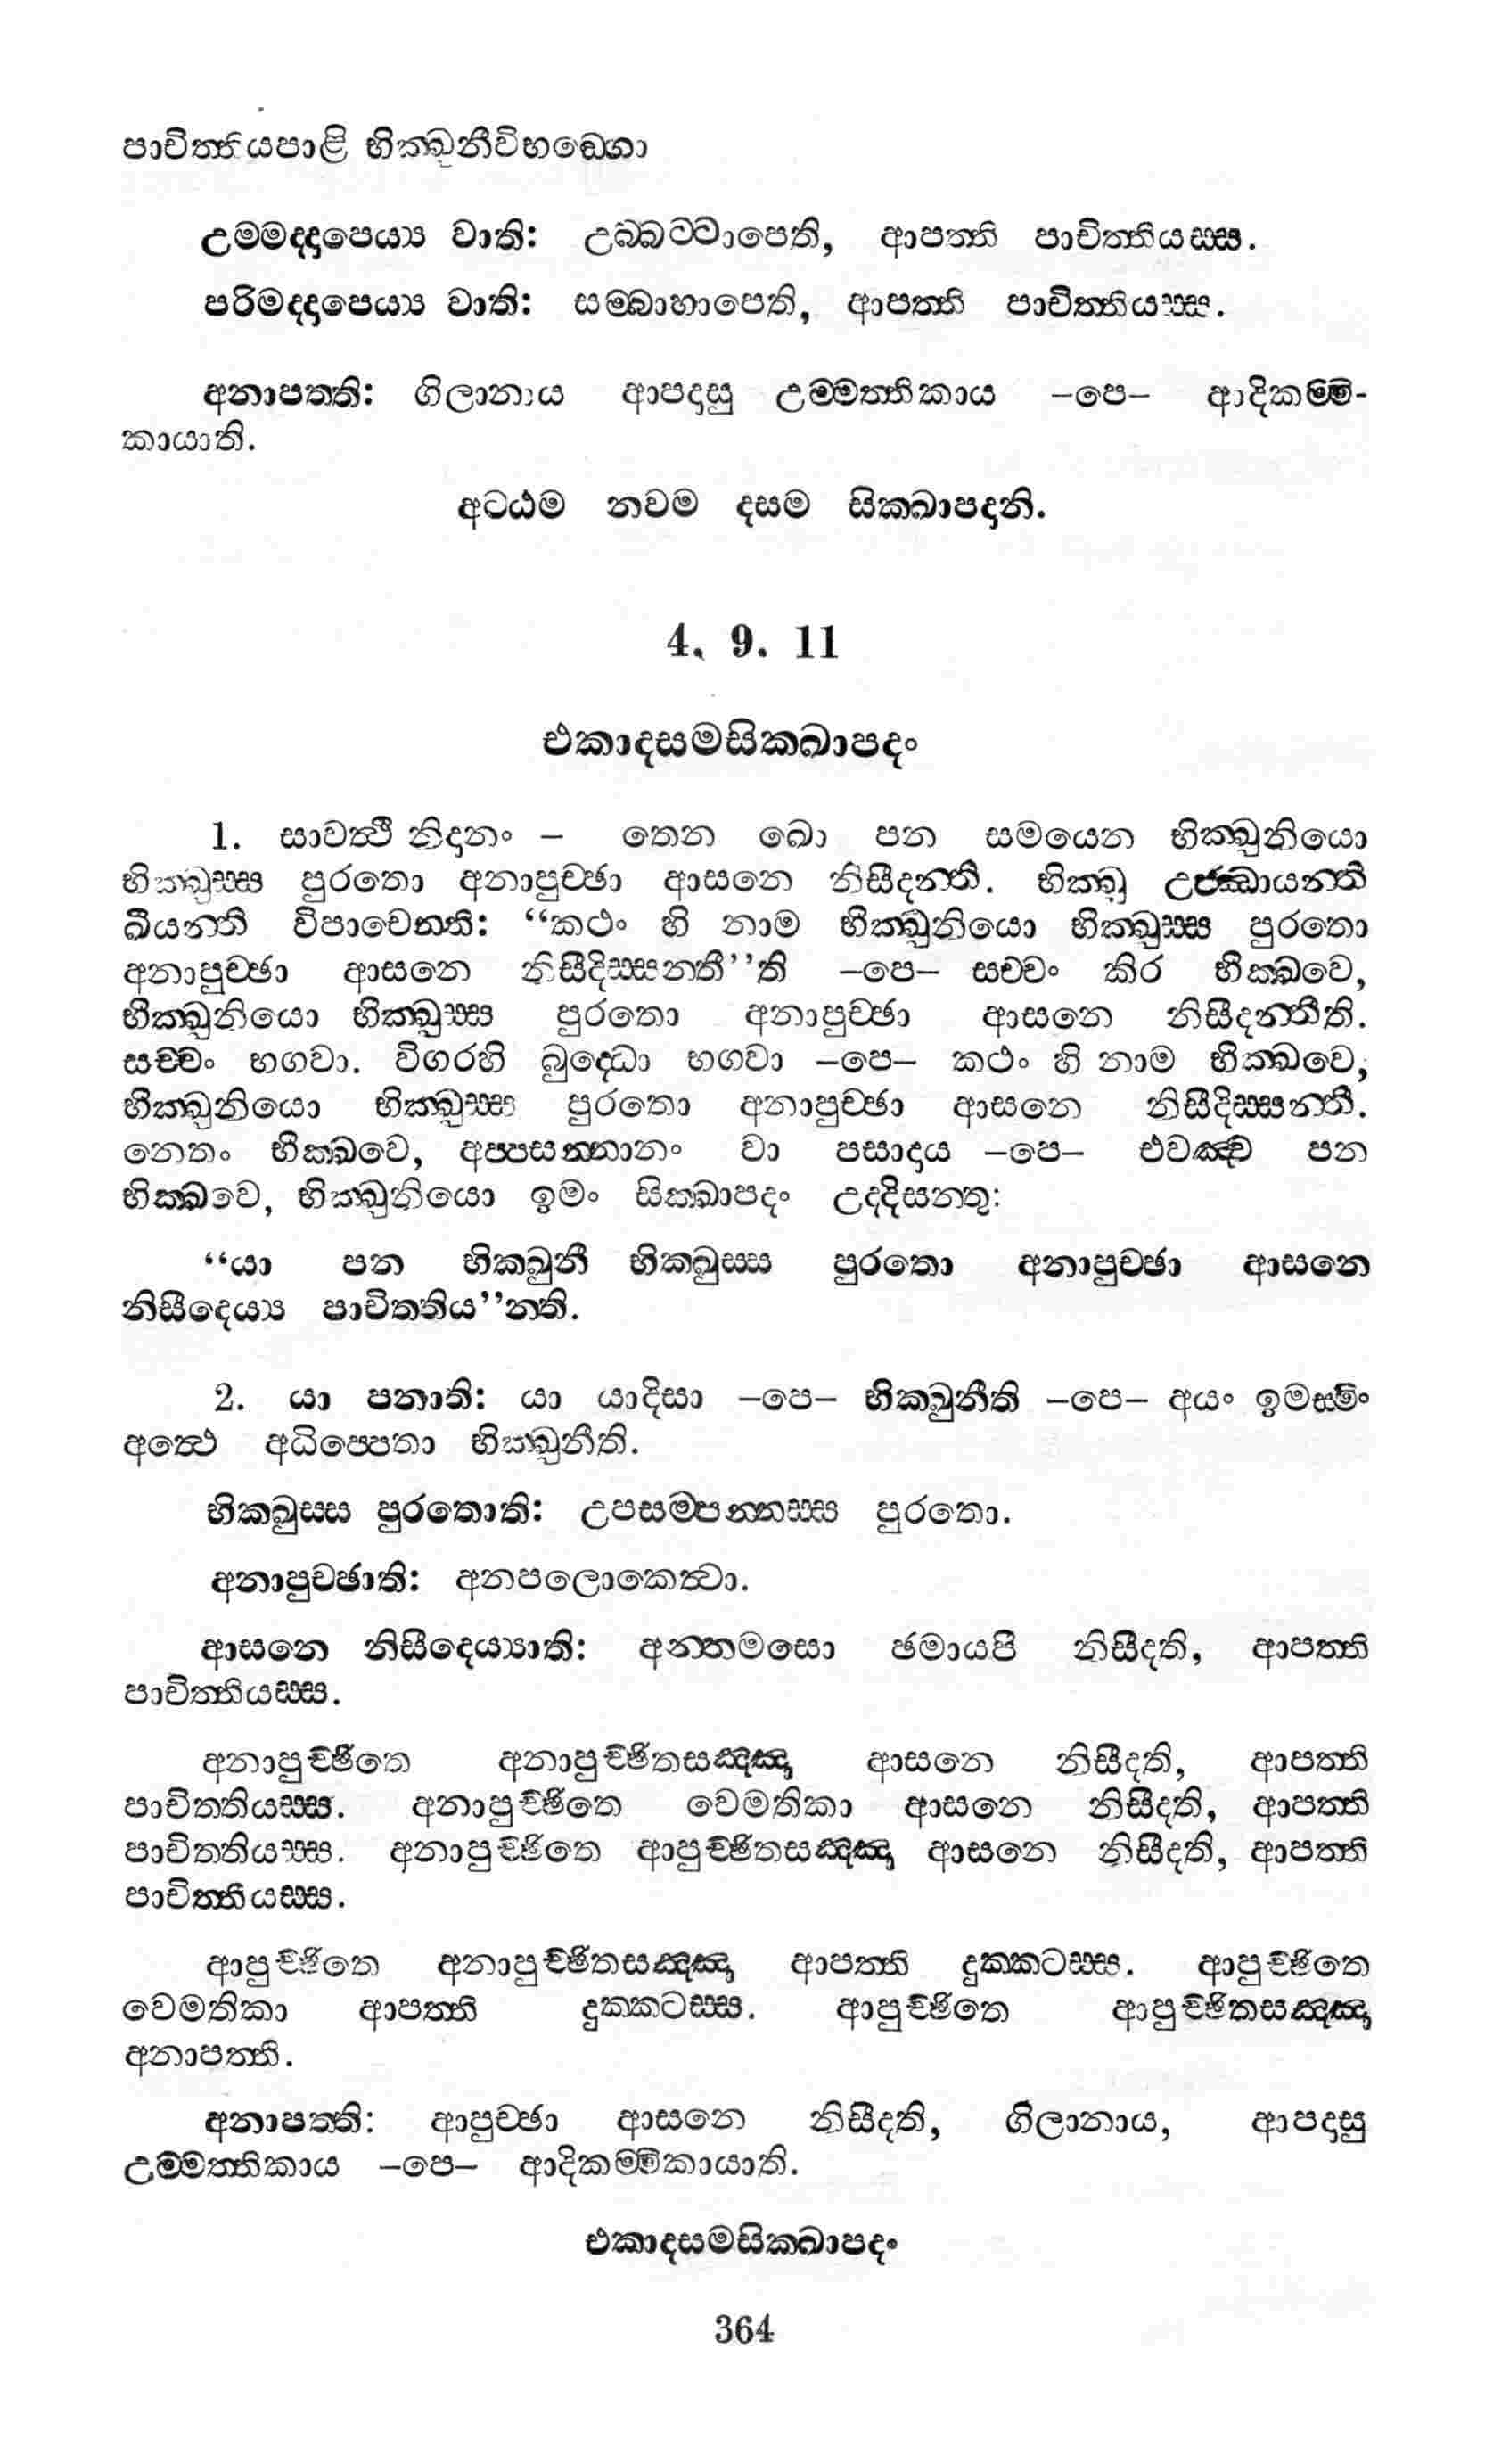 පාචිත්තියපාළි භික්ඛුනීවිභඞ්ගො
උම්මද්දාපෙය්‍ය වාති: උබ්බට්ටාපෙති, ආපත්ති පාචිත්තියස්ස.
පරිමද්දාපෙය්‍ය වාති: සම්බාහාපෙති, ආපත්ති පාචිත්තියස්ස.
අනාපත්ති: ගිලානාය ආපදාසු උම්මත්තිකාය –පෙ– ආදිකම්මි-
කායාති.
අට්ඨම නවම දසම සික්ඛාපදානි.
4. 9. 11
එකාදසමසික්ඛාපදං
1. සාවත්ථි නිදානං – තෙන ඛො පන සමයෙන භික්ඛුනියො
භික්ඛුස්ස පුරතො අනාපුච්ඡා ආසනෙ නිසීදන්ති. භික්ඛූ උජ්ඣායන්ති
ඛීයන්ති විපාචෙන්ති: “කථං හි නාම භික්ඛුනියො භික්ඛුස්ස පුරතො
අනාපුච්ඡා ආසනෙ නිසීදිස්සන්තී”ති –පෙ– සච්චං කිර භික්ඛවෙ,
භික්ඛුනියො භික්ඛුස්ස පුරතො අනාපුච්ඡා ආසනෙ නිසීදන්තීති.
සච්චං භගවා. විගරහි බුද්ධො භගවා –පෙ– කථං හි නාම භික්ඛවෙ,
භික්ඛුනියො භික්ඛුස්ස පුරතො අනාපුච්ඡා ආසනෙ නිසීදිස්සන්ති.
නෙතං භික්ඛවෙ, අප්පසන්නානං වා පසාදාය –පෙ– එවඤ්ච පන
භික්ඛවෙ, භික්ඛුනියො ඉමං සික්ඛාපදං උද්දිසන්තු:
“යා පන භික්ඛුනී භික්ඛුස්ස පුරතො අනාපුච්ඡා ආසනෙ
නිසීදෙය්‍ය පාචිත්තිය”න්ති.
2. යා පනාති: යා යාදිසා –පෙ– භික්ඛුනීති –පෙ– අයං ඉමස්මිං
අත්ථෙ අධිප්පෙතා භික්ඛුනීති.
භික්ඛුස්ස පුරතොති: උපසම්පන්නස්ස පුරතො.
අනාපුච්ඡාති: අනපලොකෙත්වා.
ආසනෙ නිසීදෙය්‍යාති: අන්තමසො ඡමායපි නිසීදති, ආපත්ති
පාචිත්තියස්ස.
අනාපුච්ඡිතෙ අනාපුච්ඡිතසඤ්ඤා ආසනෙ නිසීදති, ආපත්ති
පාචිත්තියස්ස. අනාපුච්ඡිතෙ වෙමතිකා ආසනෙ නිසීදති, ආපත්ති
පාචිත්තියස්ස. අනාපුච්ඡිතෙ ආපුච්ඡිතසඤ්ඤා ආසනෙ නිසීදති, ආපත්ති
පාචිත්තියස්ස.
ආපුච්ඡිතෙ අනාපුච්ඡිතසඤ්ඤා ආපත්ති දුක්කටස්ස. ආපුච්ඡිතෙ
වෙමතිකා ආපත්ති දුක්කටස්ස. ආපුච්ඡිතෙ ආපුච්ඡිතසඤ්ඤා
අනාපත්ති.
අනාපත්ති: ආපුච්ඡා ආසනෙ නිසීදති, ගිලානාය, ආපදාසු
උම්මත්තිකාය –පෙ– ආදිකම්මිකායාති.
එකාදසමසික්ඛාපදං
364